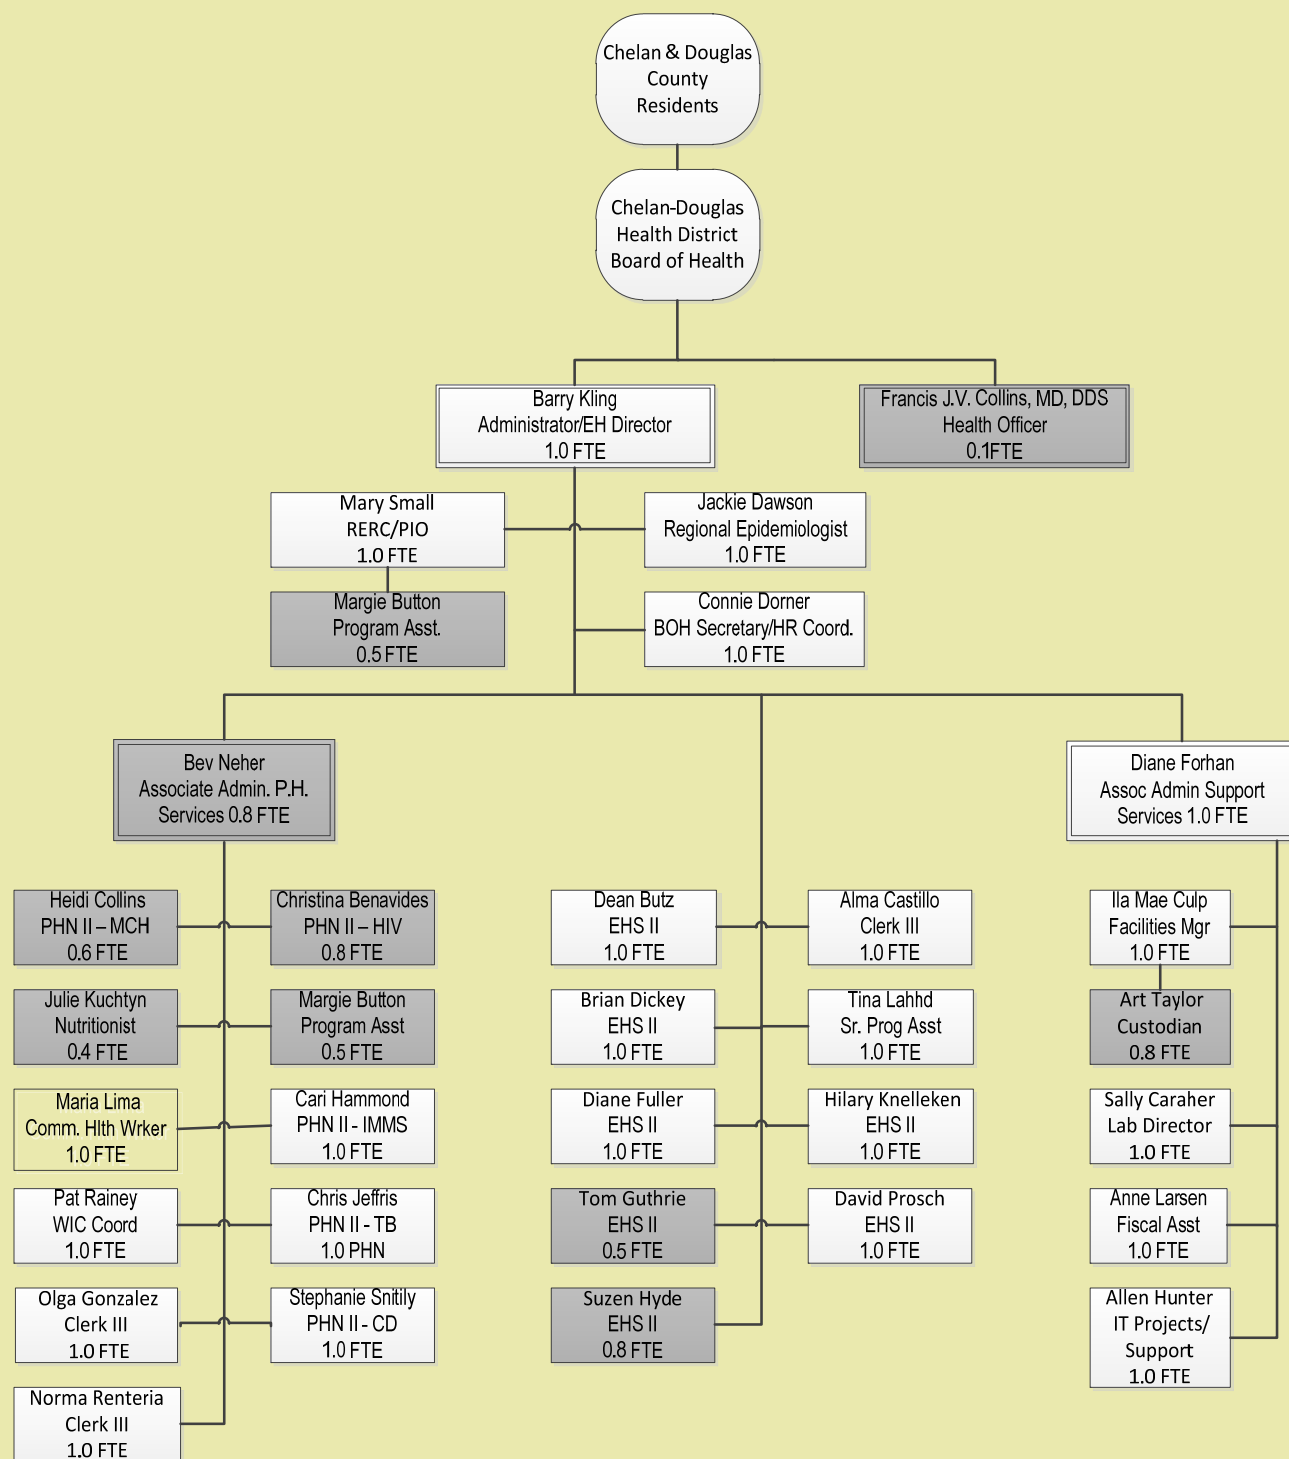 Chelan & Douglas
County
Residents
Chelan-Douglas
Health District
Board of Health
Barry Kling
Administrator/EH Director
1.0 FTE
Francis J.V. Collins, MD, DDS
Health Officer
0.1FTE
Mary Small
RERC/PIO
1.0 FTE
Jackie Dawson
Regional Epidemiologist
1.0 FTE
Margie Button
Program Asst.
0.5 FTE
Connie Dorner
BOH Secretary/HR Coord.
1.0 FTE
Bev Neher
Associate Admin. P.H.
Services 0.8 FTE
Diane Forhan
Assoc Admin Support
Services 1.0 FTE
Heidi Collins
PHN II – MCH
0.6 FTE
Christina Benavides
PHN II – HIV
0.8 FTE
Dean Butz
EHS II
1.0 FTE
Alma Castillo
Clerk III
1.0 FTE
Ila Mae Culp
Facilities Mgr
1.0 FTE
Julie Kuchtyn
Nutritionist
0.4 FTE
Margie Button
Program Asst
0.5 FTE
Brian Dickey
EHS II
1.0 FTE
Tina Lahhd
Sr. Prog Asst
1.0 FTE
Art Taylor
Custodian
0.8 FTE
Maria Lima
Comm. Hlth Wrker
1.0 FTE
Cari Hammond
PHN II - IMMS
1.0 FTE
Diane Fuller
EHS II
1.0 FTE
Hilary Knelleken
EHS II
1.0 FTE
Sally Caraher
Lab Director
1.0 FTE
Pat Rainey
WIC Coord
1.0 FTE
Chris Jeffris
PHN II - TB
1.0 PHN
Tom Guthrie
EHS II
0.5 FTE
David Prosch
EHS II
1.0 FTE
Anne Larsen
Fiscal Asst
1.0 FTE
Olga Gonzalez
Clerk III
1.0 FTE
Stephanie Snitily
PHN II - CD
1.0 FTE
Suzen Hyde
EHS II
0.8 FTE
Allen Hunter
IT Projects/
Support
1.0 FTE
Norma Renteria
Clerk III
1.0 FTE